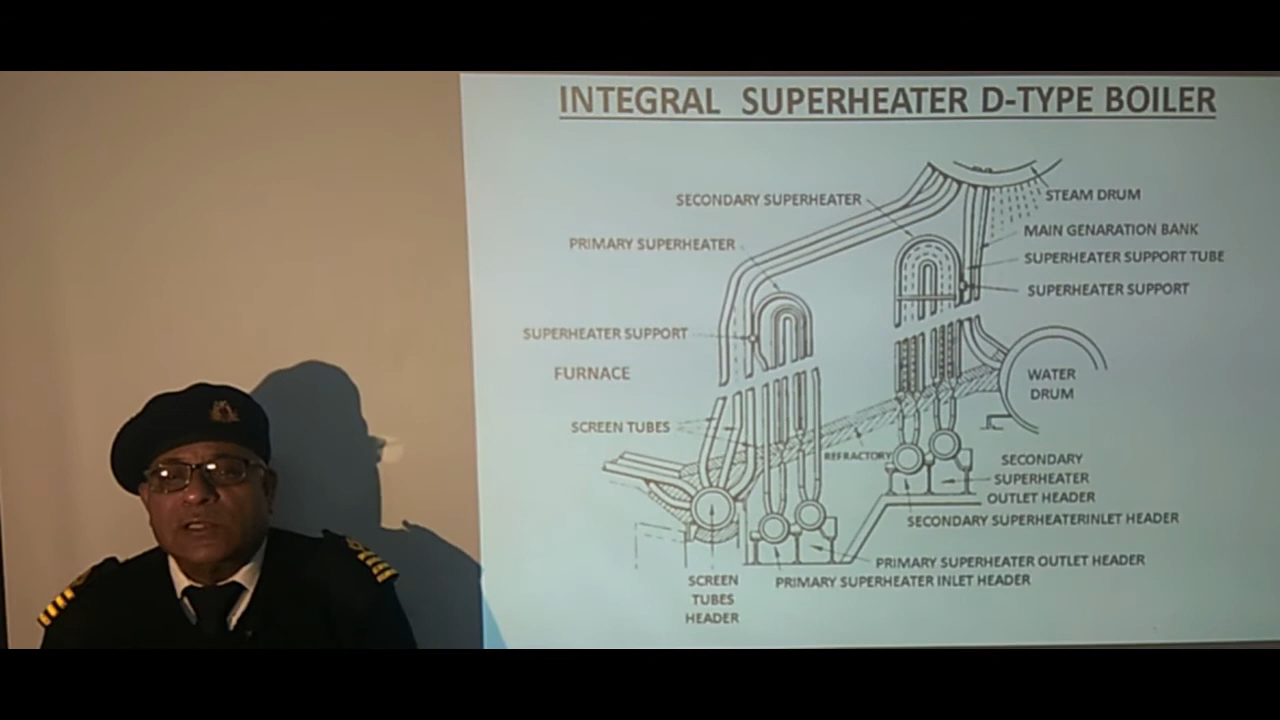 INTEGRAL SUPERHEATER D-TYPE BOILER
SECONDARY SUPERHEATER
STEAM DRUM
MAIN GENARATION BANK
PRIMARY SUPERHEATER
SUPERHEATER SUPPORT TUBE
SUPERHEATER SUPPORT
SUPERHEATER SUPPORT
FURNACE
WATER
DRUM
SCREEN TUBES
REFRACTORY
SECONDARY
SUPERHEATER
OUTLET HEADER
SECONDARY SUPERHEATERINLET HEADER
PRIMARY SUPERHEATER OUTLET HEADER
PRIMARY SUPERHEATER INLET HEADER
SCREEN
TUBES
HEADER